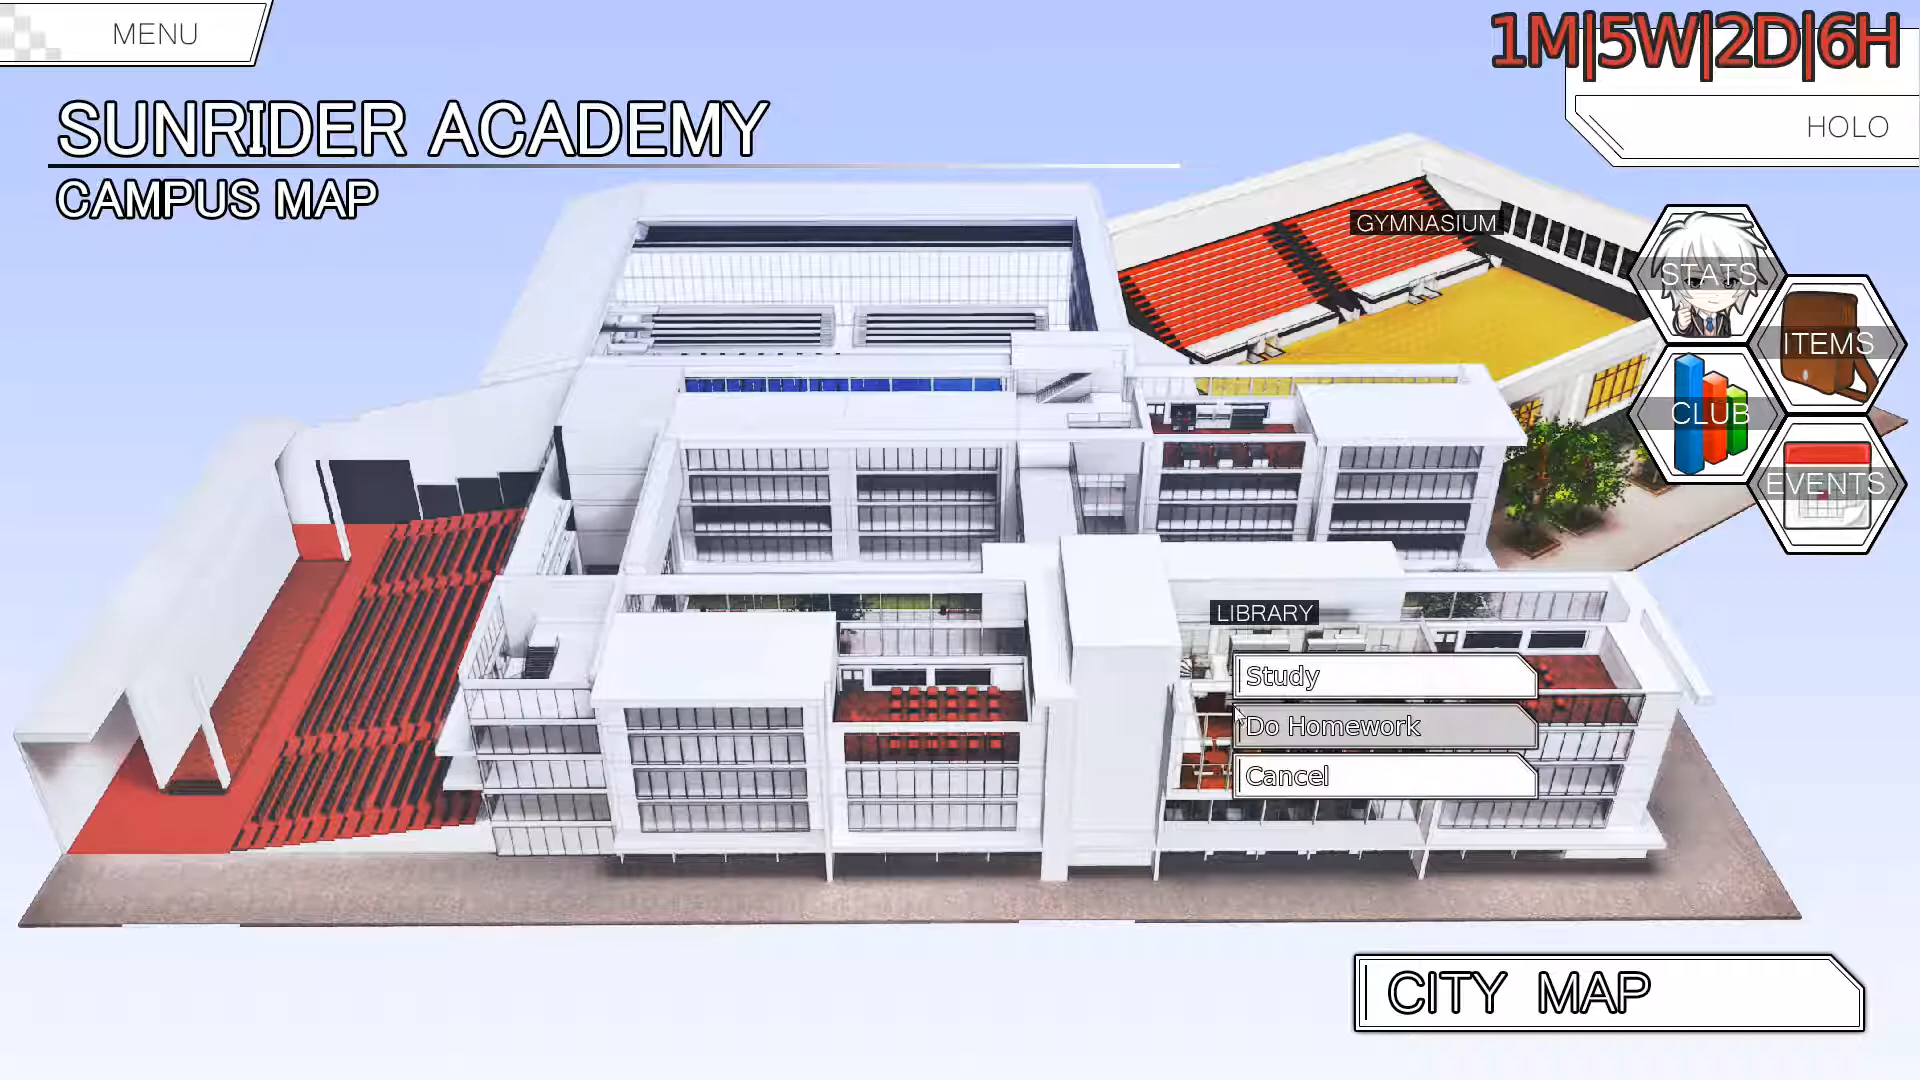 MENU
1M|5W|2D|6H
HOLO
SUNRIDER ACADEMY
CAMPUS MAP
GYMNASIUM
STATS
ITEMS
CLUB
EVENTS
LIBRARY
Study
Do Homework
Cancel
CITY MAP